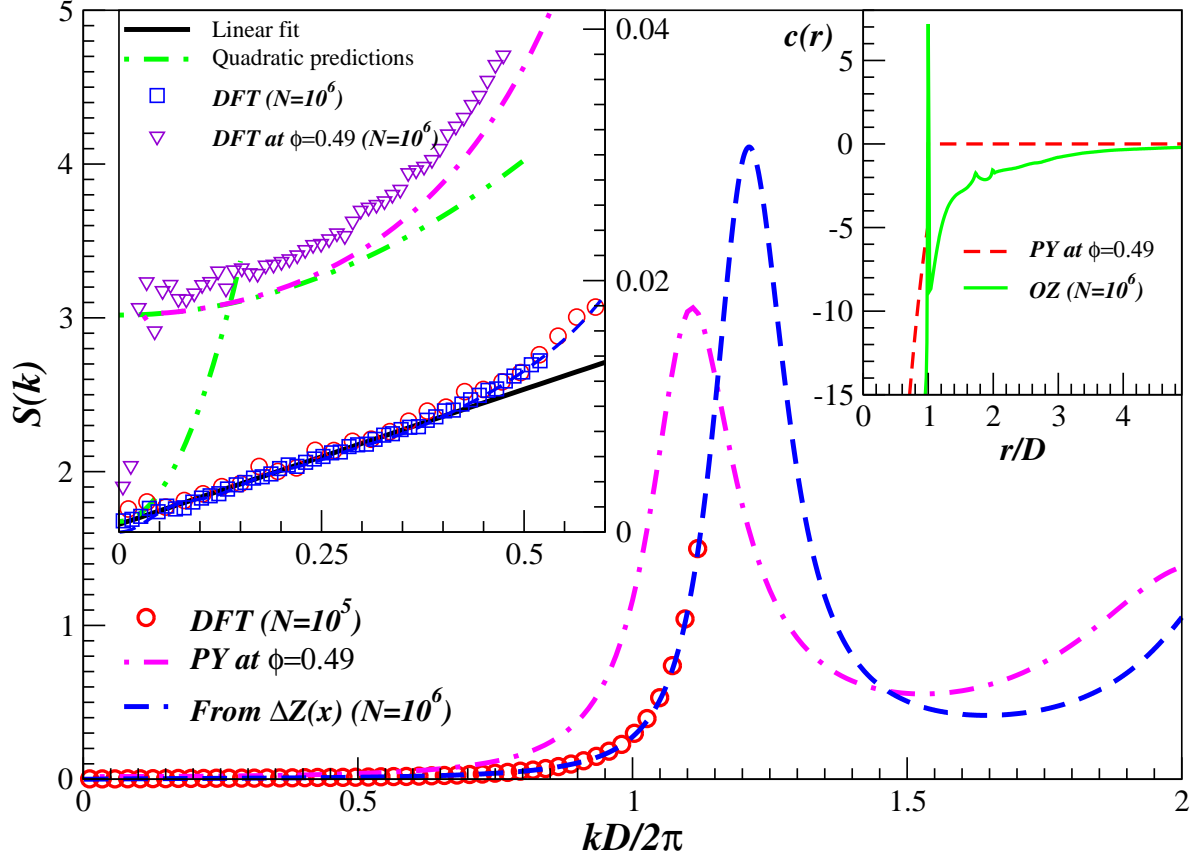 5
4
3
2
1
0
S(k)
Linear fit
Quadratic predictions
DFT (N=10^6)
DFT at ϕ=0.49 (N=10^6)
0.04
0.02
0
0 0.25 0.5
c(r)
0
-5
-10
-15
PY at ϕ=0.49
OZ (N=10^6)
0 1 2 3 4
r/D
DFT (N=10^5)
PY at ϕ=0.49
From ΔZ(x) (N=10^6)
0 0.5 1 1.5 2
kD/2π